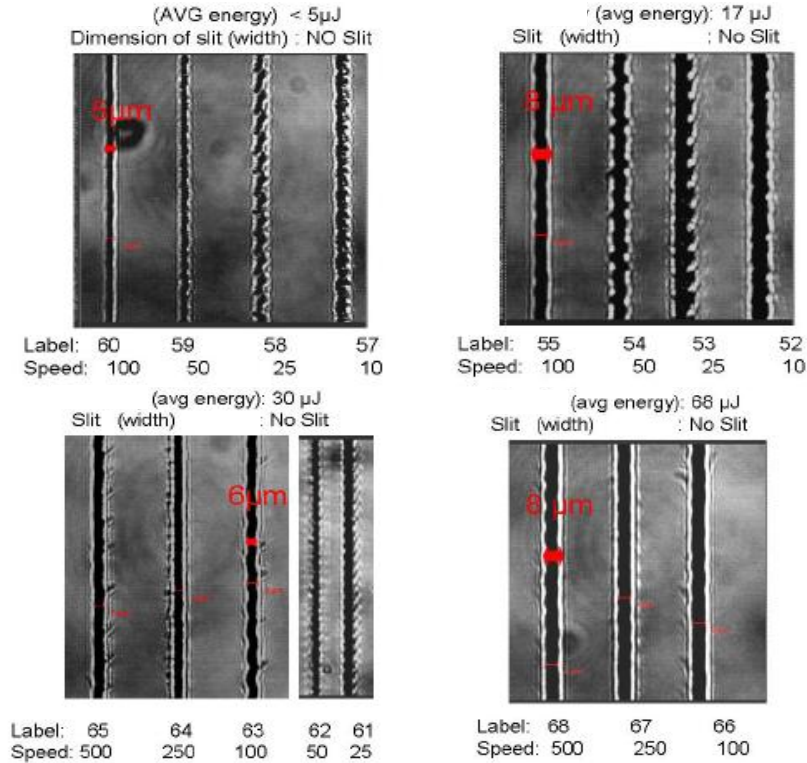 (AVG energy) < 5µJ
Dimension of slit (width) : NO Slit
5µm
Label: 60 59 58 57
Speed: 100 50 25 10
(avg energy): 17 µJ
Slit (width) : No Slit
8 µm
Label: 55 54 53 52
Speed: 100 50 25 10
(avg energy): 30 µJ
Slit (width) : No Slit
6µm
Label: 65 64 63 62 61
Speed: 500 250 100 50 25
(avg energy): 68 µJ
Slit (width) : No Slit
8 µm
Label: 68 67 66
Speed: 500 250 100